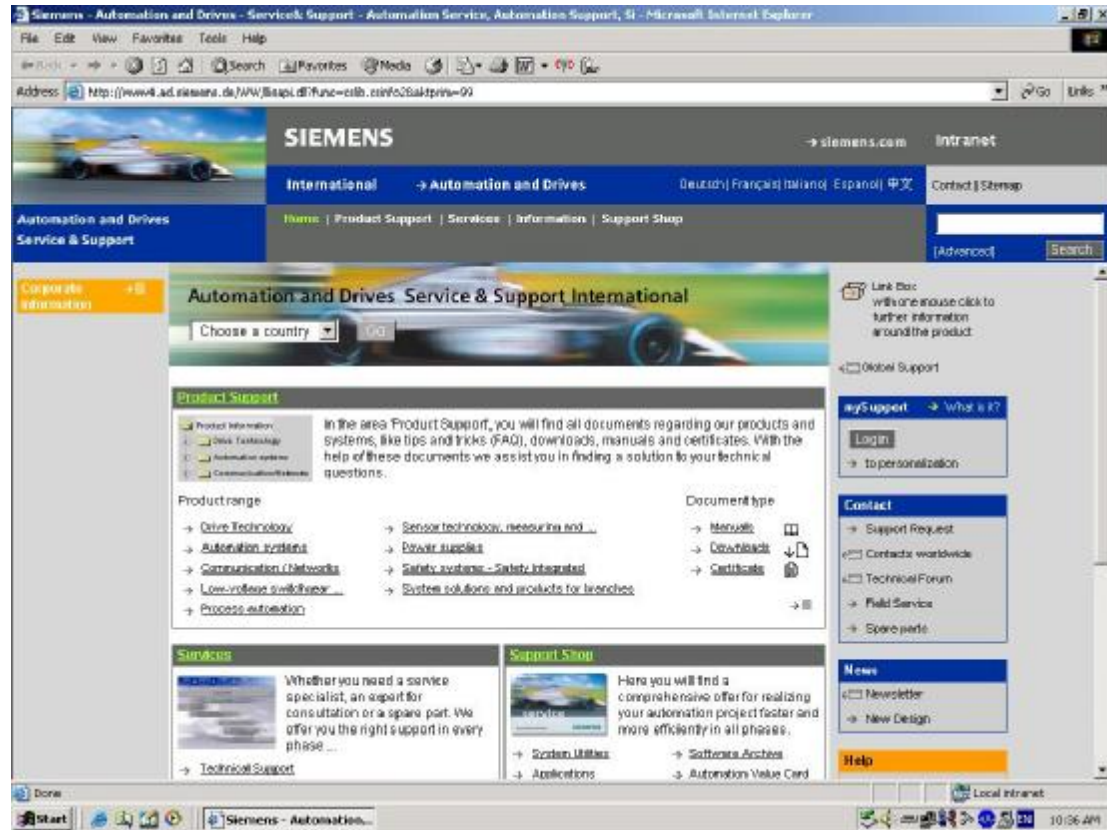 Siemens - Automation and Drives - Service& Support - Automation Service, Automation Support, Si - Microsoft Internet Explorer
File Edit View Favorites Tools Help
Back Search Favorites Media
Address Go Links »
SIEMENS
siemens.com
Intranet
International
Automation and Drives
Deutsch| Français| Italiano| Espanol| 中文
Contact | Sitemap
Automation and Drives
Service & Support
Home | Product Support | Services | Information | Support Shop
[Advanced]
Search
Corporate
information
Automation and Drives Service & Support International
Choose a country
Go
Link Box:
with one mouse click to
further information
around the product
Global Support
Product Support
Product Information
Drive Technology
Automation systems
Communication/Networks
In the area 'Product Support', you will find all documents regarding our products and
systems, like tips and tricks (FAQ), downloads, manuals and certificates. With the
help of these documents we assist you in finding a solution to your technical
questions.
Product range
Drive Technology
Automation systems
Communication / Networks
Low-voltage switchgear ...
Process automation
Sensor technology, measuring and ...
Power supplies
Safety systems - Safety Integrated
System solutions and products for branches
Document type
Manuals
Downloads
Certificate
mySupport What is it?
Login
to personalization
Contact
Support Request
Contacts worldwide
Technical Forum
Field Service
Spare parts
News
Newsletter
New Design
Help
Services
Whether you need a service
specialist, an expert for
consultation or a spare part. We
offer you the right support in every
phase ...
Technical Support
Support Shop
service
Here you will find a
comprehensive offer for realizing
your automation project faster and
more efficiently in all phases.
System Utilities
Applications
Software Archive
Automation Value Card
Done
Local intranet
Start
Siemens - Automation...
EN
10:36 AM